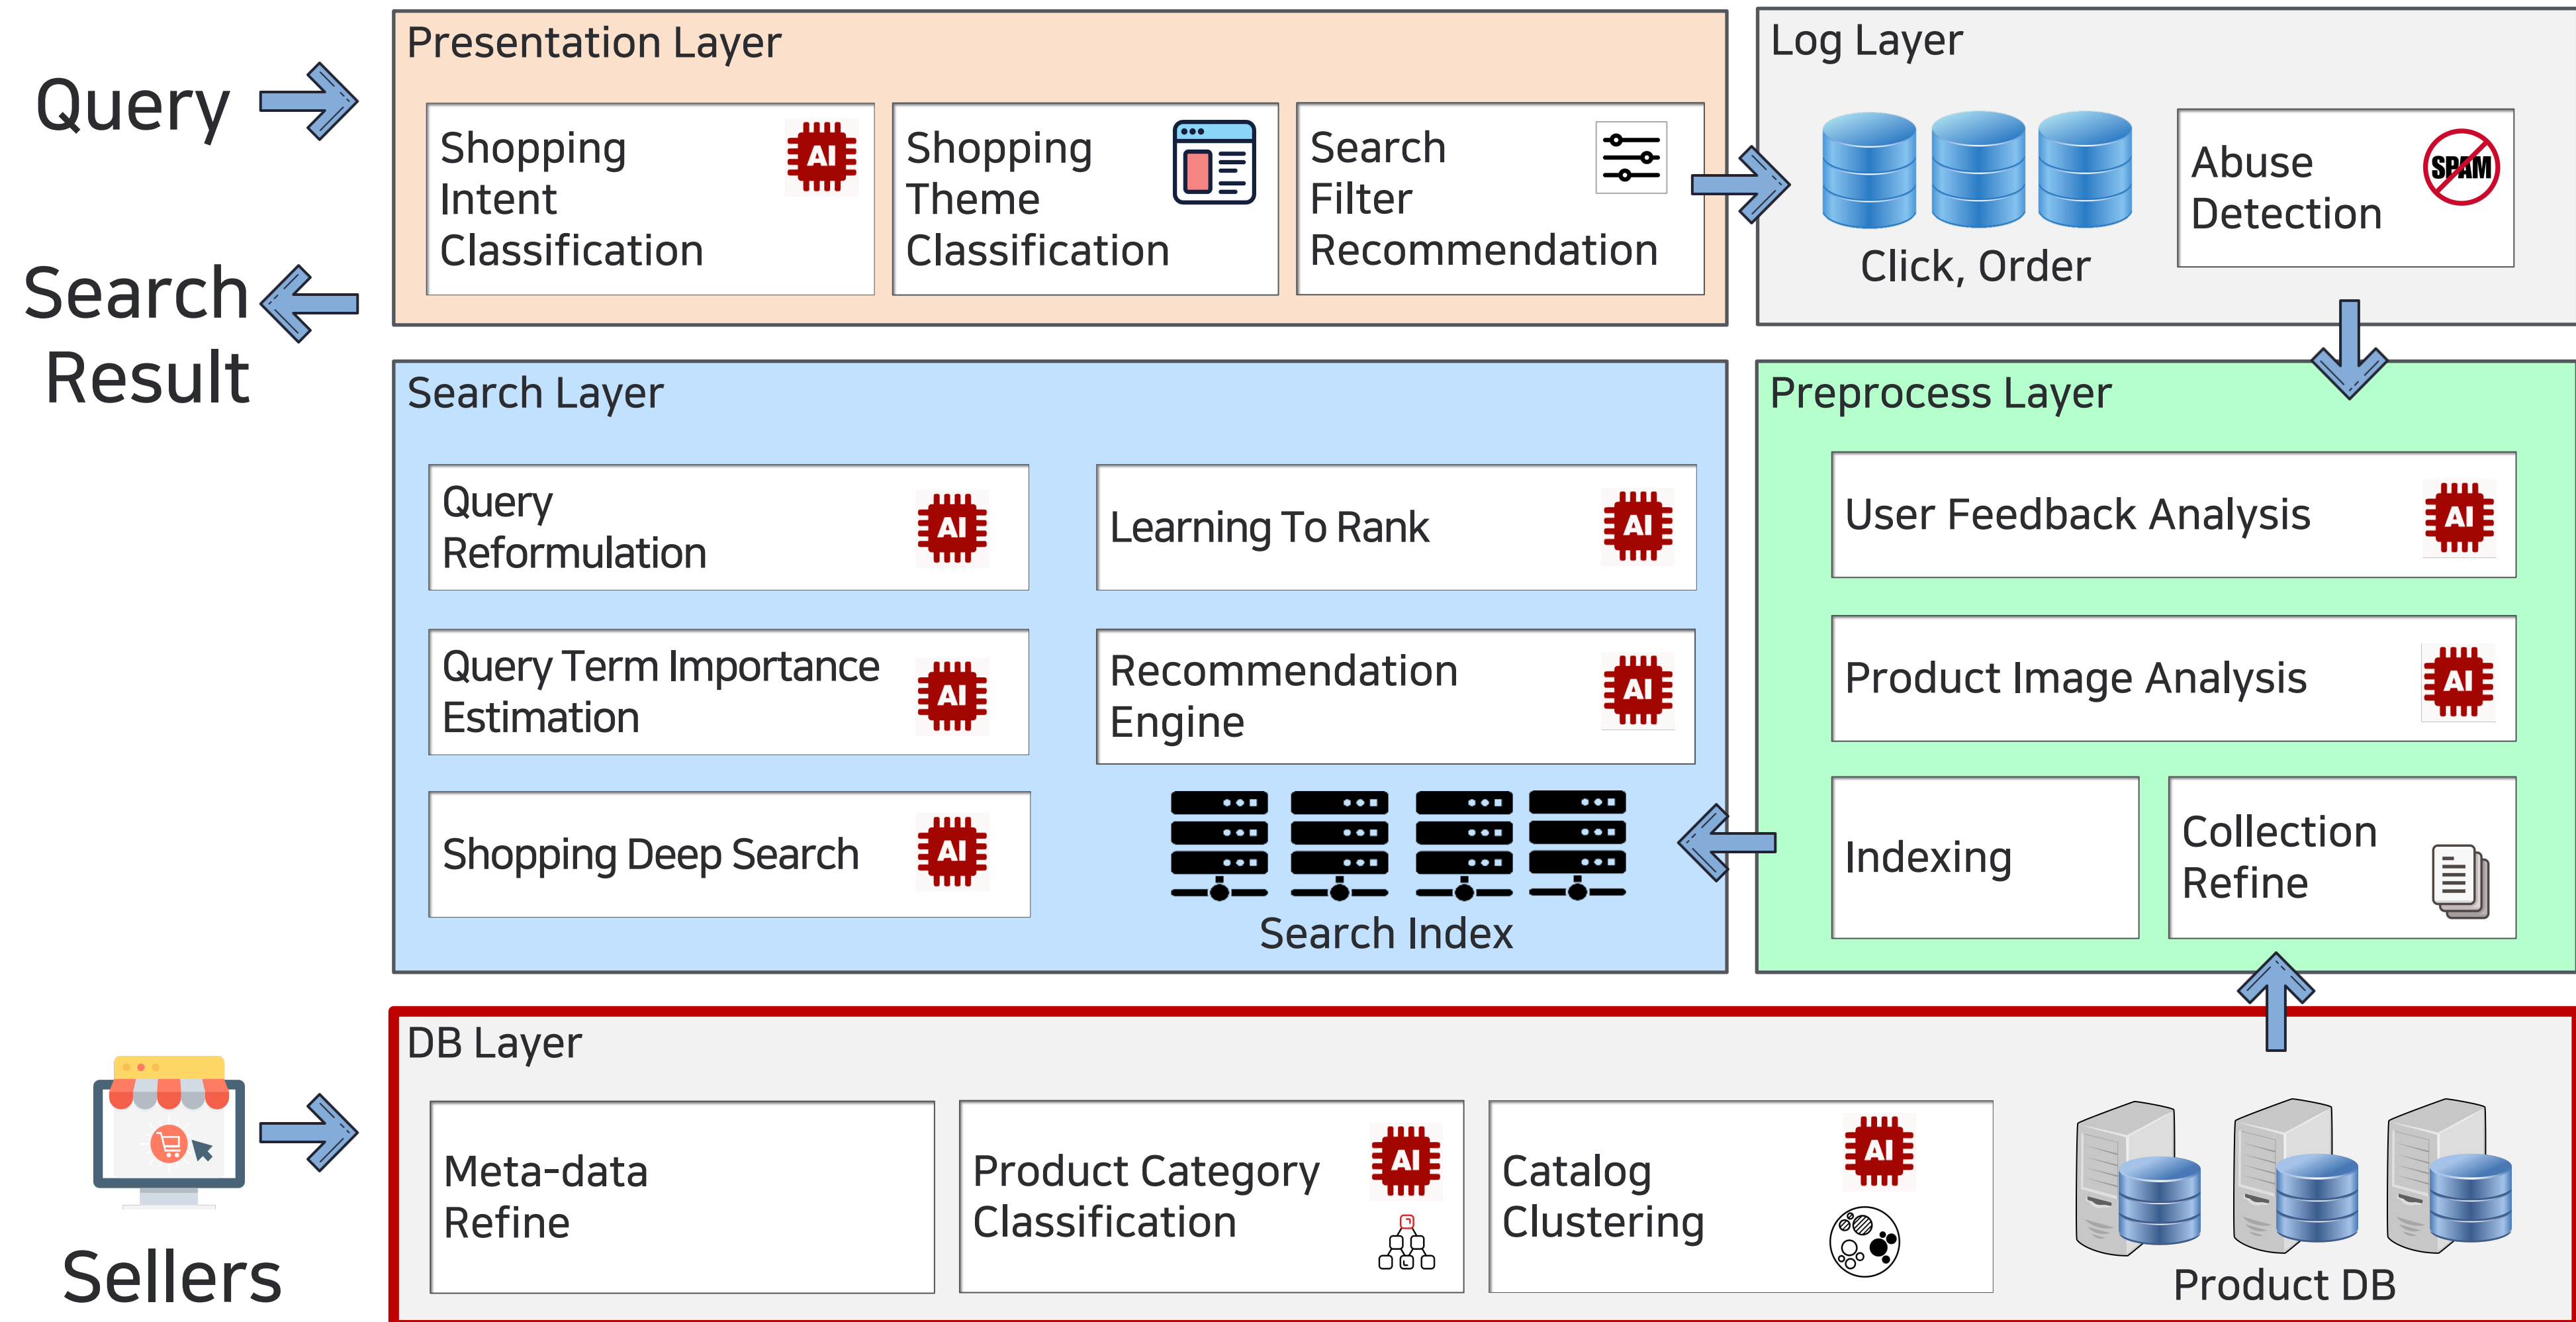 Query
Search
Result
Presentation Layer
Shopping
Intent
Classification
AI
Shopping
Theme
Classification
Search
Filter
Recommendation
Log Layer
Click, Order
Abuse
Detection
SPAM
Search Layer
Query
Reformulation
AI
Learning To Rank
AI
Query Term Importance
Estimation
AI
Recommendation
Engine
AI
Shopping Deep Search
AI
Search Index
Preprocess Layer
User Feedback Analysis
AI
Product Image Analysis
AI
Indexing
Collection
Refine
Sellers
DB Layer
Meta-data
Refine
Product Category
Classification
AI
Catalog
Clustering
AI
Product DB